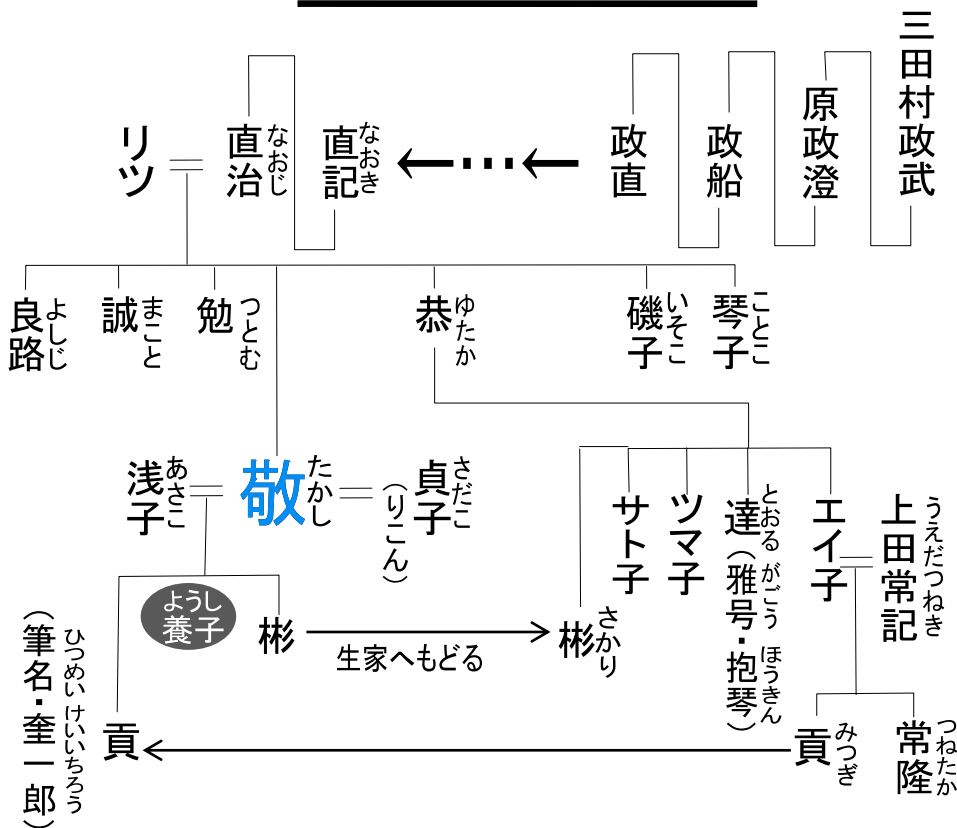 三田村政武
原政澄
政船
政直
直記
なおき
直治
なおじ
リツ
琴子
ことこ
磯子
いそこ
恭
ゆたか
勉
つとむ
誠
まこと
良路
よしじ
貞子
さだこ
（りこん）
敬
たかし
浅子
あさこ
上田常記
うえだつねき
エイ子
達（雅号・抱琴）
とおる がごう ほうきん
ツマ子
サト子
彬
さかり
生家へもどる
彬
ようし
養子
常隆
つねたか
貢
みつぎ
貢
ひつめい けいいちろう
（筆名・奎一郎）